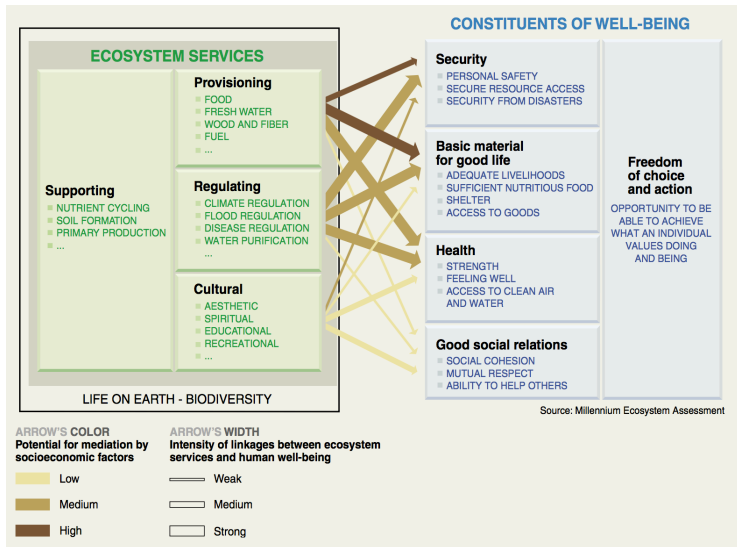 CONSTITUENTS OF WELL-BEING
ECOSYSTEM SERVICES
Supporting
NUTRIENT CYCLING
SOIL FORMATION
PRIMARY PRODUCTION
...
Provisioning
FOOD
FRESH WATER
WOOD AND FIBER
FUEL
...
Regulating
CLIMATE REGULATION
FLOOD REGULATION
DISEASE REGULATION
WATER PURIFICATION
...
Cultural
AESTHETIC
SPIRITUAL
EDUCATIONAL
RECREATIONAL
...
LIFE ON EARTH - BIODIVERSITY
Security
PERSONAL SAFETY
SECURE RESOURCE ACCESS
SECURITY FROM DISASTERS
Basic material
for good life
ADEQUATE LIVELIHOODS
SUFFICIENT NUTRITIOUS FOOD
SHELTER
ACCESS TO GOODS
Health
STRENGTH
FEELING WELL
ACCESS TO CLEAN AIR
AND WATER
Good social relations
SOCIAL COHESION
MUTUAL RESPECT
ABILITY TO HELP OTHERS
Freedom
of choice
and action
OPPORTUNITY TO BE
ABLE TO ACHIEVE
WHAT AN INDIVIDUAL
VALUES DOING
AND BEING
Source: Millennium Ecosystem Assessment
ARROW'S COLOR
Potential for mediation by
socioeconomic factors
Low
Medium
High
ARROW'S WIDTH
Intensity of linkages between ecosystem
services and human well-being
Weak
Medium
Strong